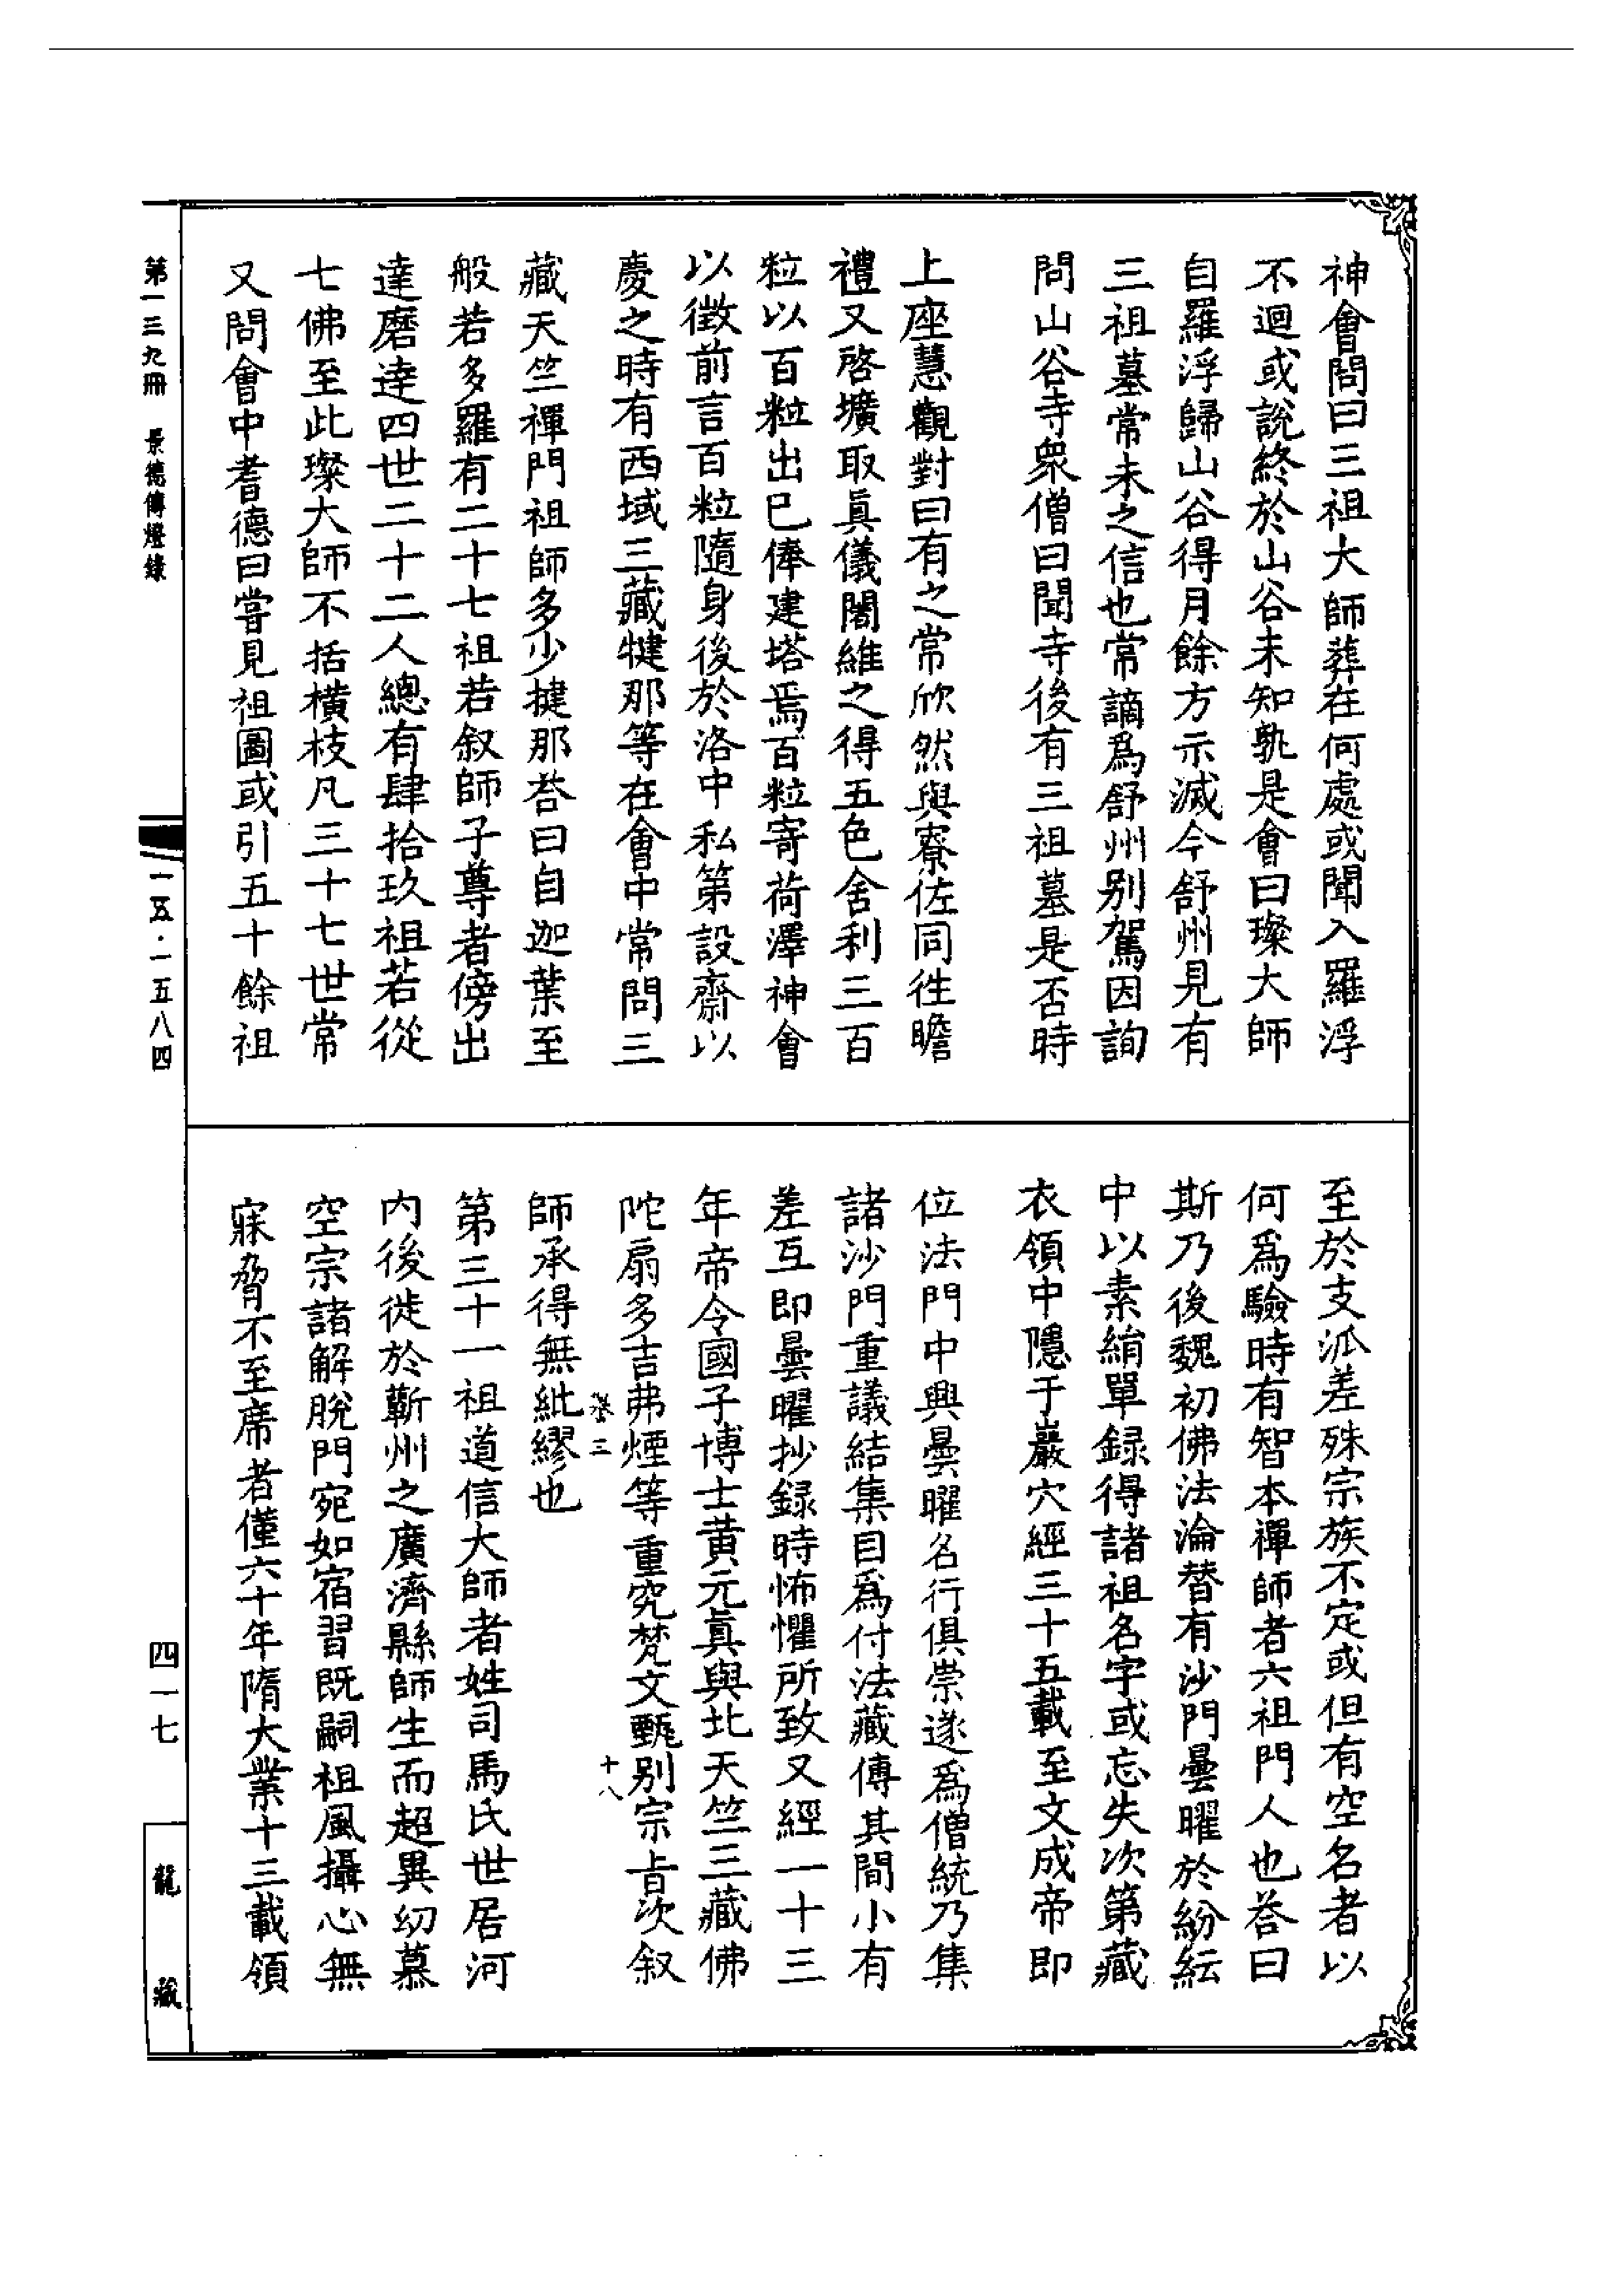 神會問曰三祖大師葬在何處或聞入羅浮
不迴或說終於山谷未知孰是會曰璨大師
自羅浮歸山谷得月餘方示滅今舒州見有
三祖墓常未之信也常謫爲舒州别駕因詢
問山谷寺衆僧曰聞寺後有三祖墓是否時
上座慧觀對曰有之常欣然與寮佐同徃瞻
禮又啓壙取眞儀闍維之得五色舍利三百
粒以百粒出已俸建塔焉百粒寄荷澤神會
以徵前言百粒隨身後於洛中私第設齋以
慶之時有西域三藏犍那等在會中常問三
藏天竺禪門祖師多少揵那荅曰自迦葉至
般若多羅有二十七祖若叙師子尊者傍出
達磨達四世二十二人總有肆拾玖祖若從
七佛至此璨大師不括橫枝凡三十七世常
又問會中耆德曰嘗見祖圖或引五十餘祖
至於支泒差殊宗族不定或但有空名者以
何爲驗時有智本禪師者六祖門人也荅曰
斯乃後魏初佛法淪替有沙門曇曜於紛紜
中以素絹單録得諸祖名字或忘失次第藏
衣領中隱于巖穴經三十五載至文成帝即
位法門中興曇曜名行俱崇遂爲僧統乃集
諸沙門重議結集目爲付法藏傳其間小有
差互即曇曜抄録時怖懼所致又經一十三
年帝令國子博士黄元眞與北天竺三藏佛
陀扇多吉弗煙等重究梵文甄别宗旨次叙
師承得無紕繆也
第三十一祖道信大師者姓司馬氏世居河
内後徙於蘄州之廣濟縣師生而超異幼慕
空宗諸解脫門宛如宿習既嗣祖風攝心無
寐脅不至席者僅六十年隋大業十三載領
三
十八
第一三九冊 景德傳燈錄
一五·一五八四
四一七
龍藏